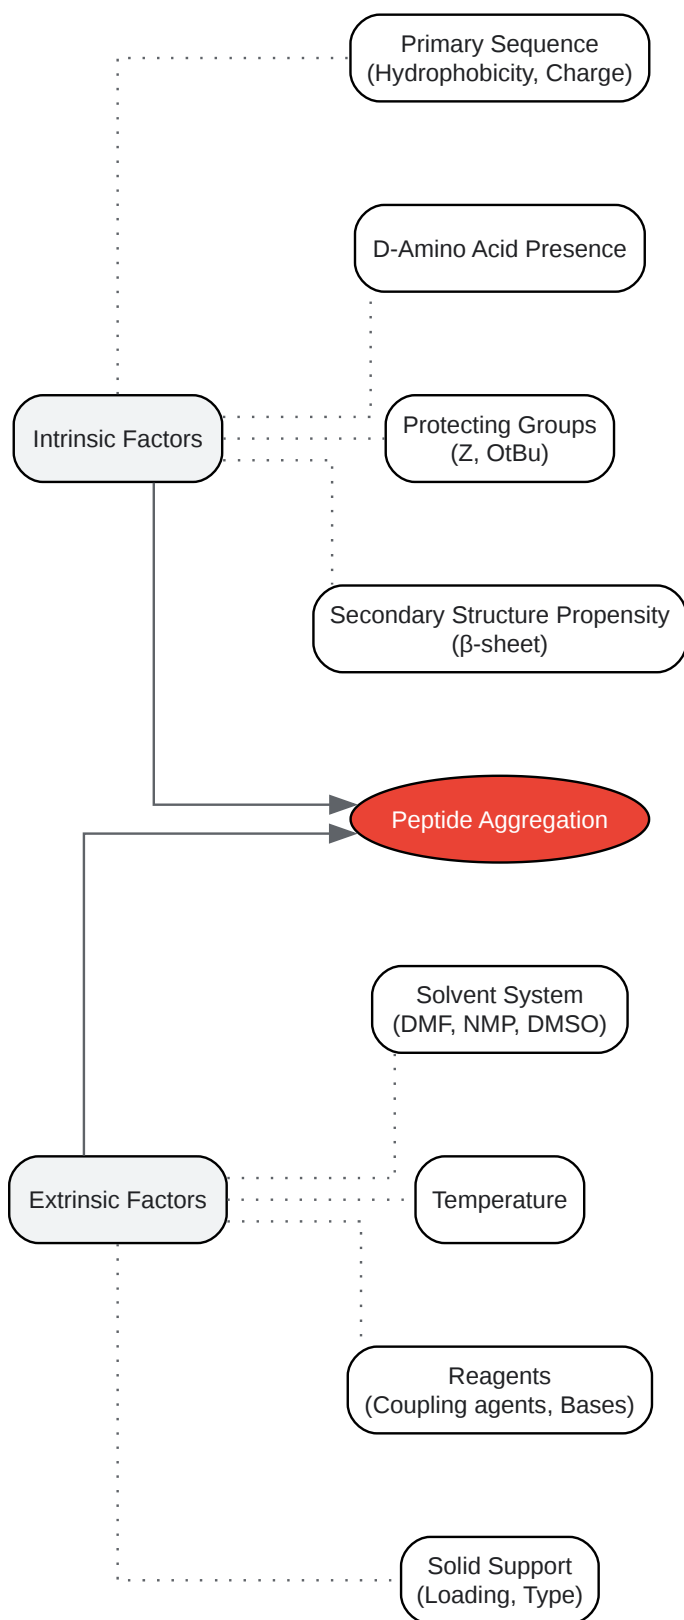 Primary Sequence
(Hydrophobicity, Charge)
D-Amino Acid Presence
Intrinsic Factors
Protecting Groups
(Z, OtBu)
Secondary Structure Propensity
(β-sheet)
Peptide Aggregation
Solvent System
(DMF, NMP, DMSO)
Extrinsic Factors
Temperature
Reagents
(Coupling agents, Bases)
Solid Support
(Loading, Type)